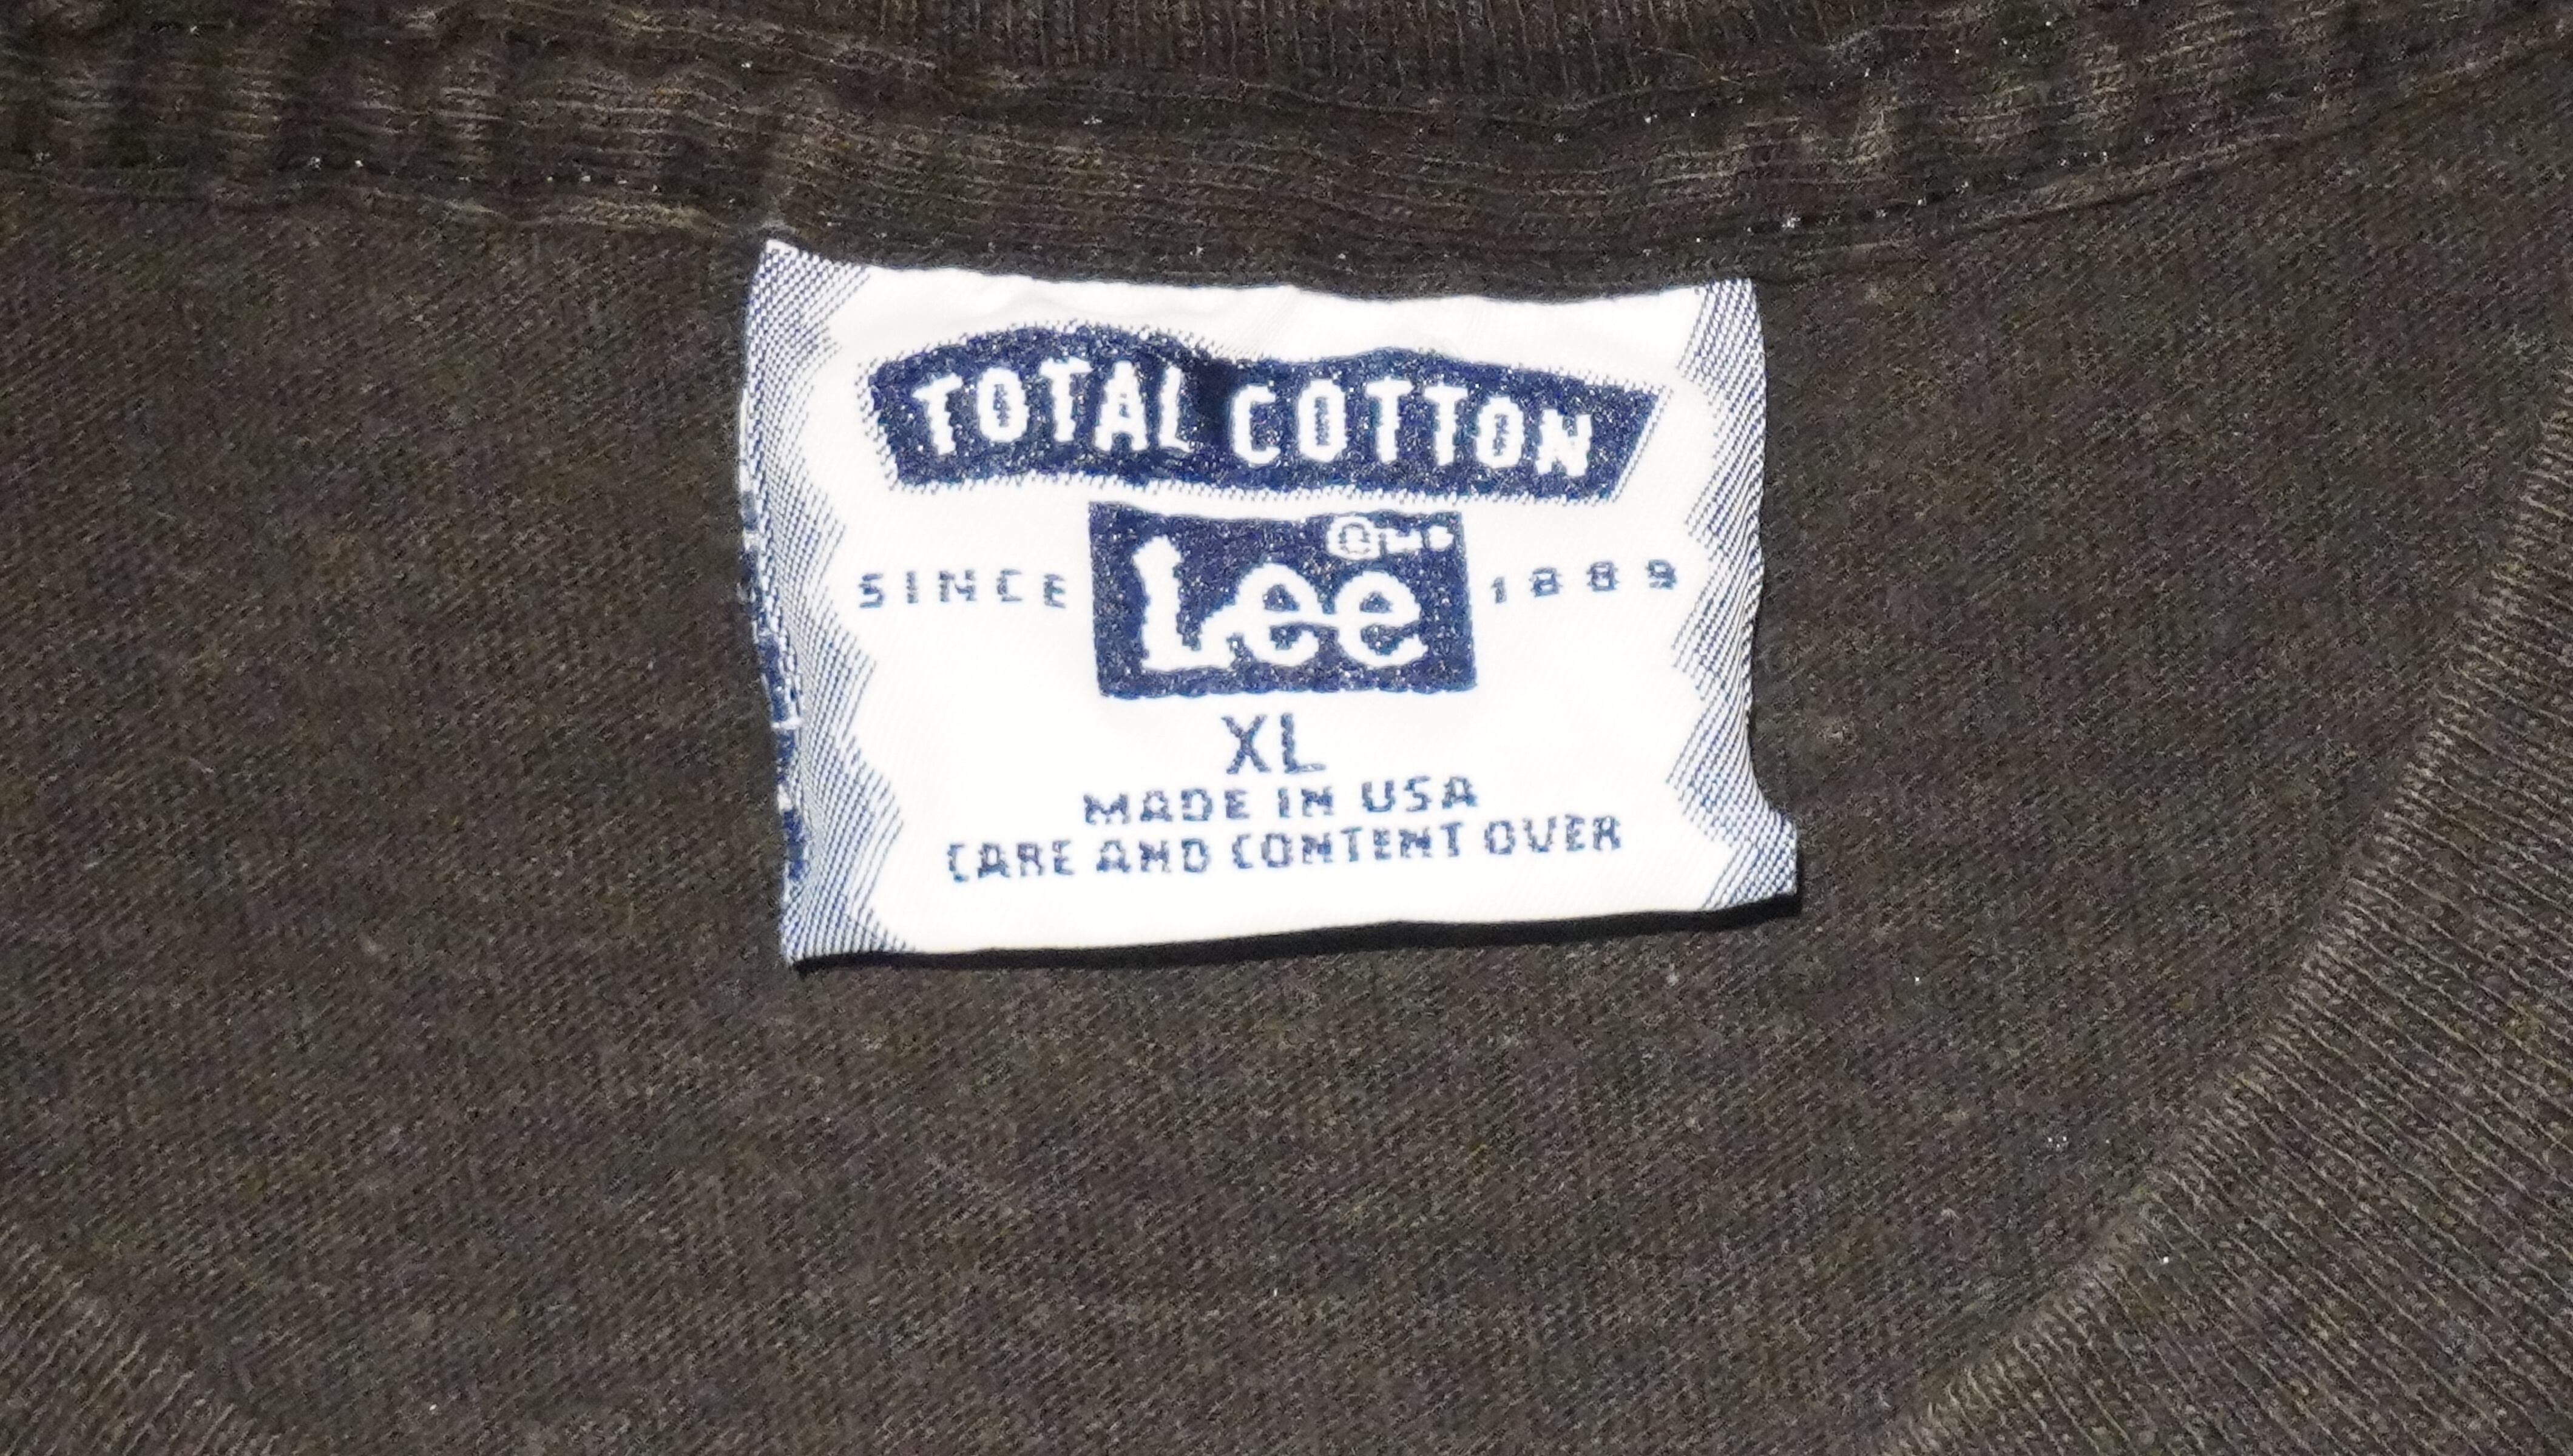 TOTAL COTTON
SINCE Lee ® 1889
XL
MADE IN USA
CARE AND CONTENT OVER